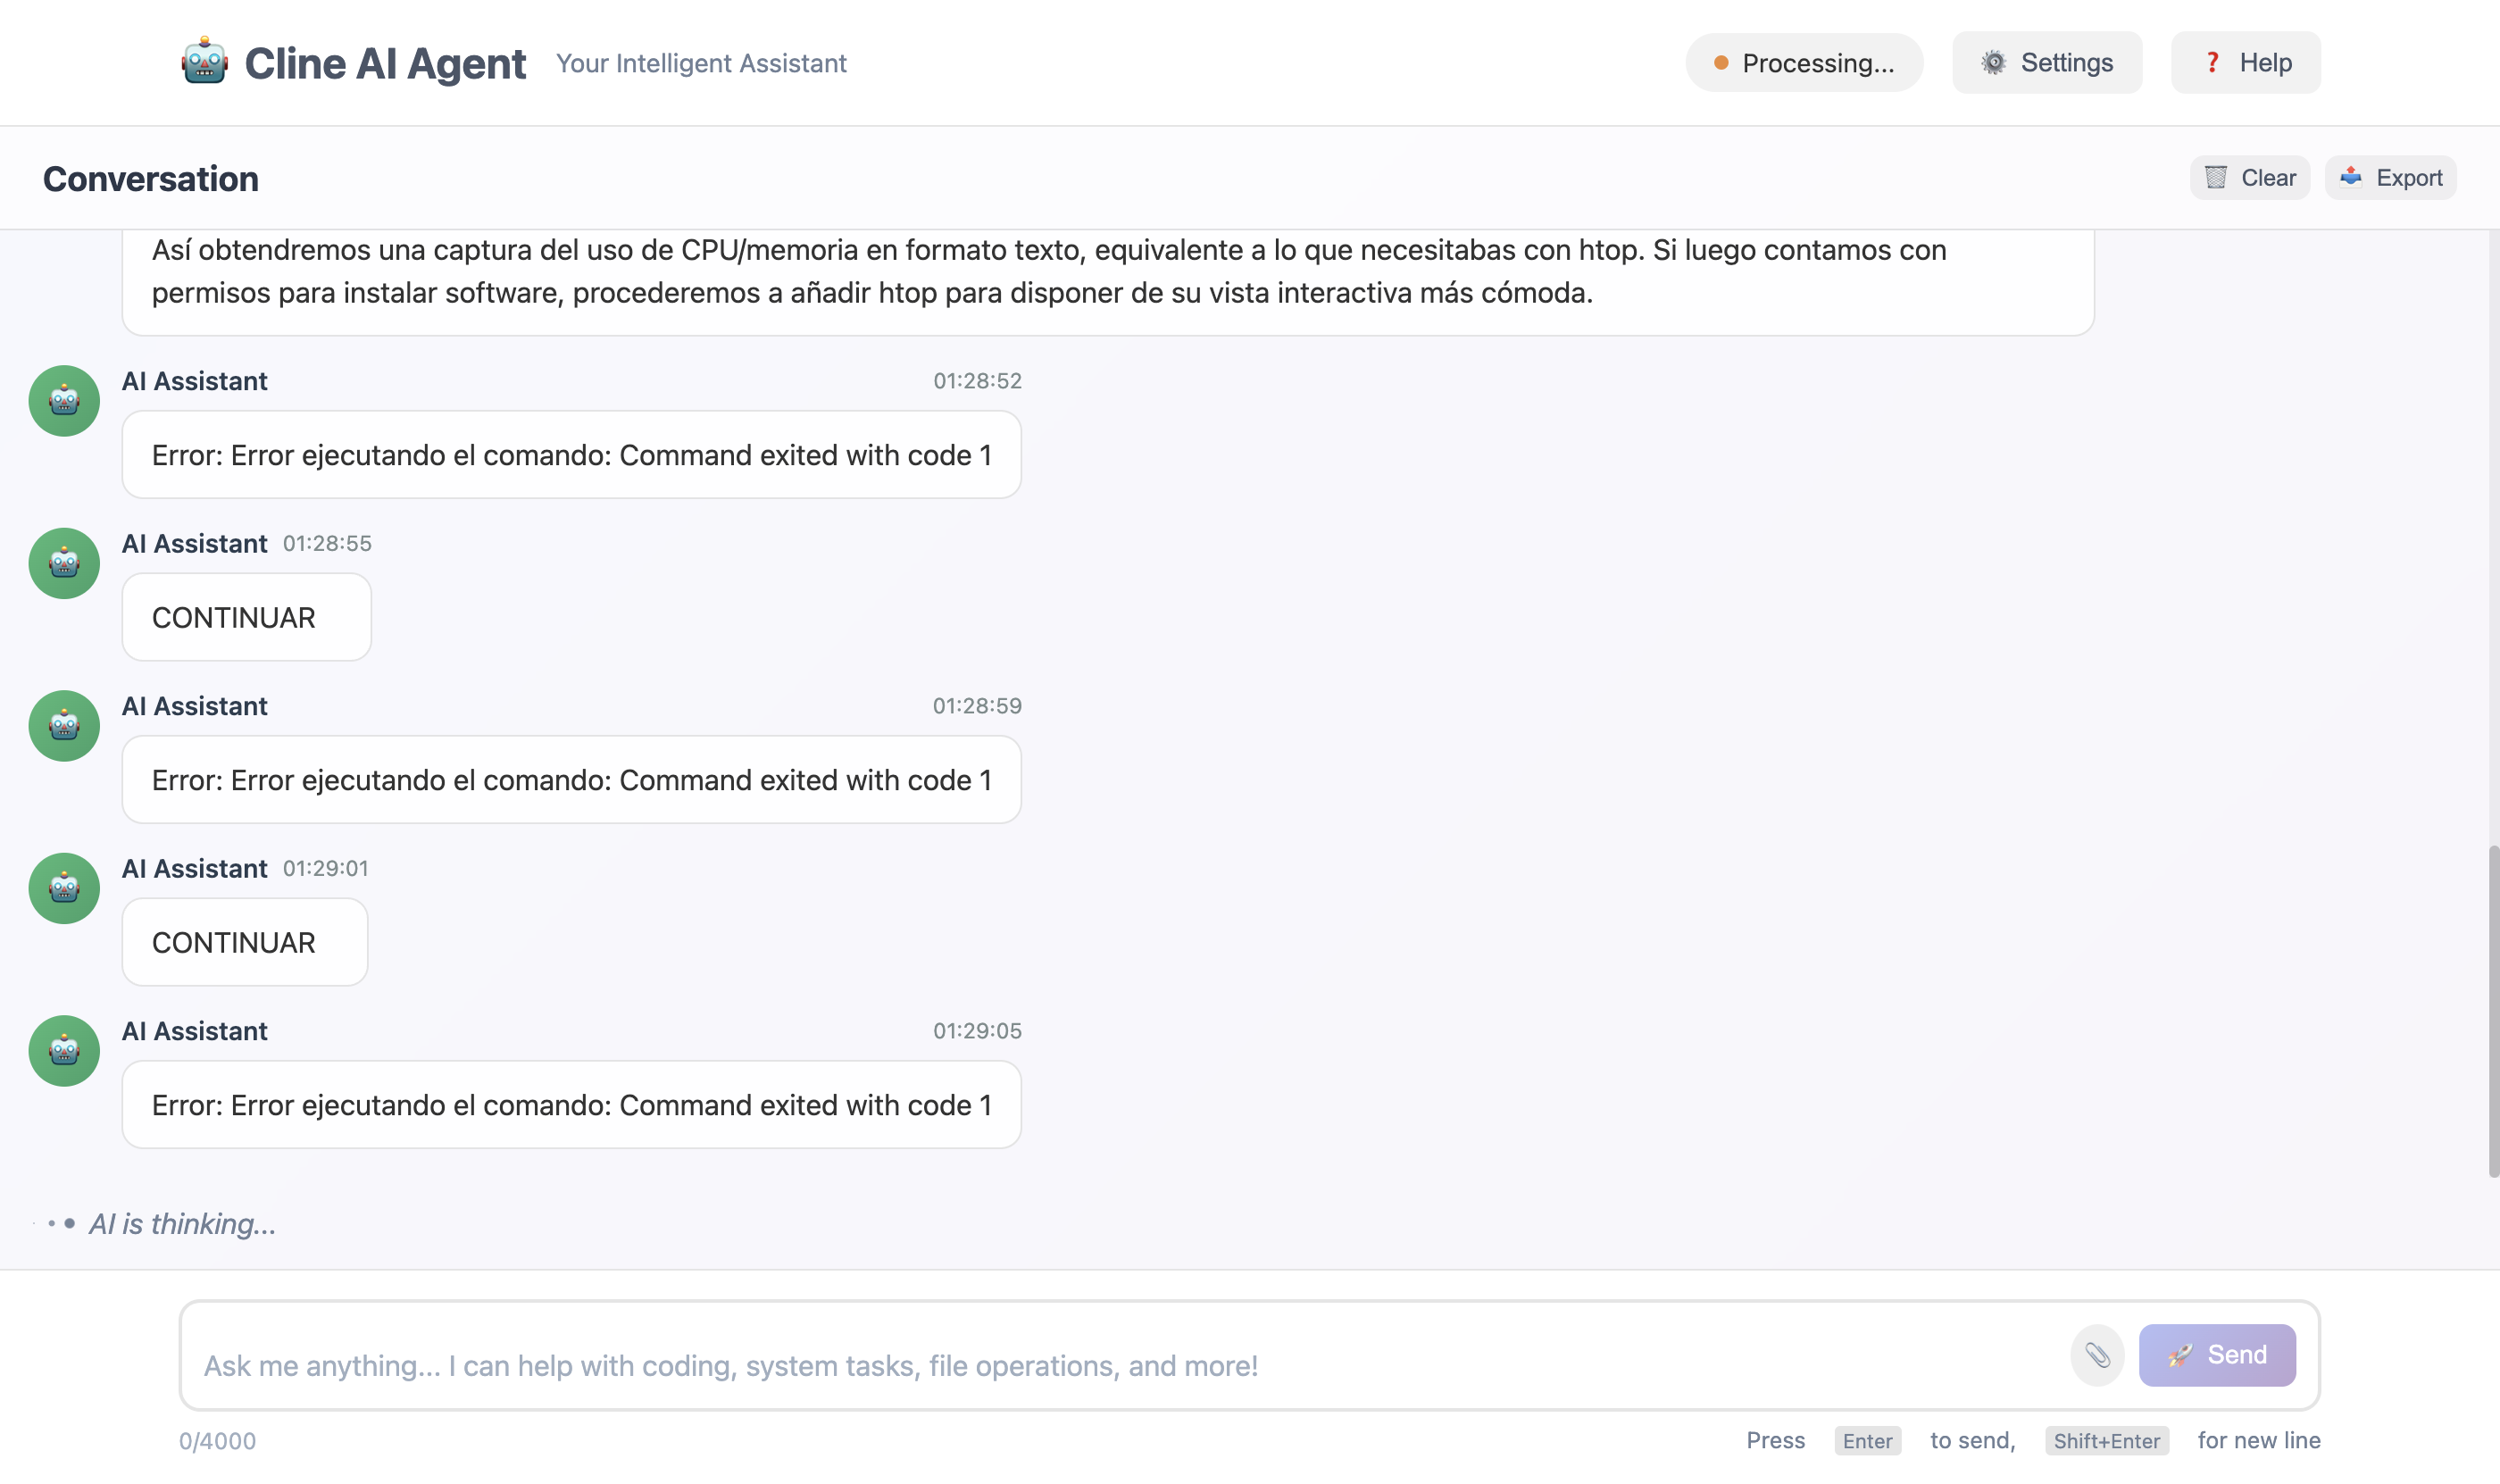 Cline AI Agent
Your Intelligent Assistant
Processing...
Settings
Help
Conversation
Clear
Export
Así obtendremos una captura del uso de CPU/memoria en formato texto, equivalente a lo que necesitabas con htop. Si luego contamos con
permisos para instalar software, procederemos a añadir htop para disponer de su vista interactiva más cómoda.
AI Assistant 01:28:52
Error: Error ejecutando el comando: Command exited with code 1
AI Assistant 01:28:55
CONTINUAR
AI Assistant 01:28:59
Error: Error ejecutando el comando: Command exited with code 1
AI Assistant 01:29:01
CONTINUAR
AI Assistant 01:29:05
Error: Error ejecutando el comando: Command exited with code 1
AI is thinking...
Ask me anything... I can help with coding, system tasks, file operations, and more!
Send
0/4000
Press Enter to send, Shift+Enter for new line